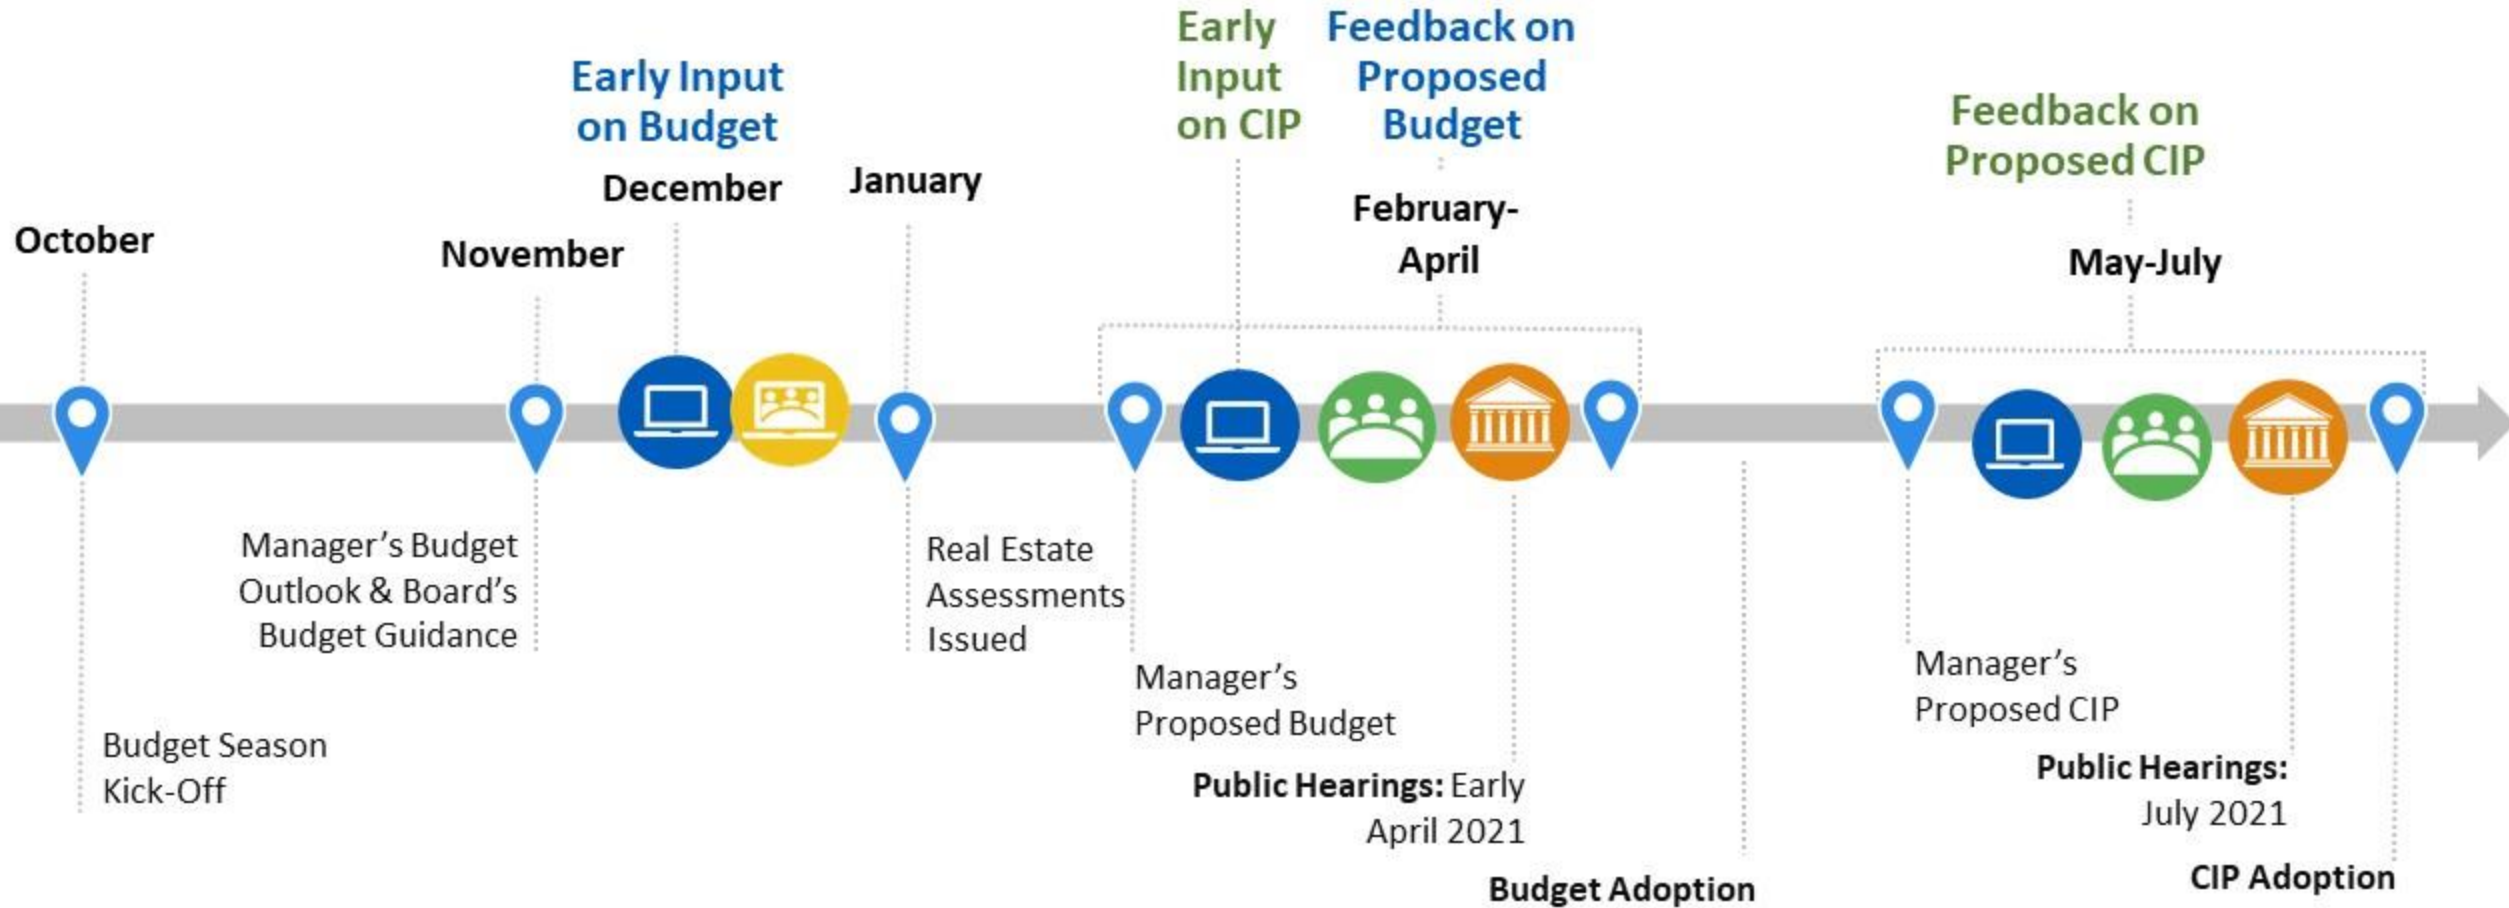 October
November
Early Input
on Budget
December
January
Early
Input
on CIP
Feedback on
Proposed
Budget
February-
April
Feedback on
Proposed CIP
May-July
Budget Season
Kick-Off
Manager’s Budget
Outlook & Board’s
Budget Guidance
Real Estate
Assessments
Issued
Manager’s
Proposed Budget
Public Hearings: Early
April 2021
Budget Adoption
Manager’s
Proposed CIP
Public Hearings:
July 2021
CIP Adoption